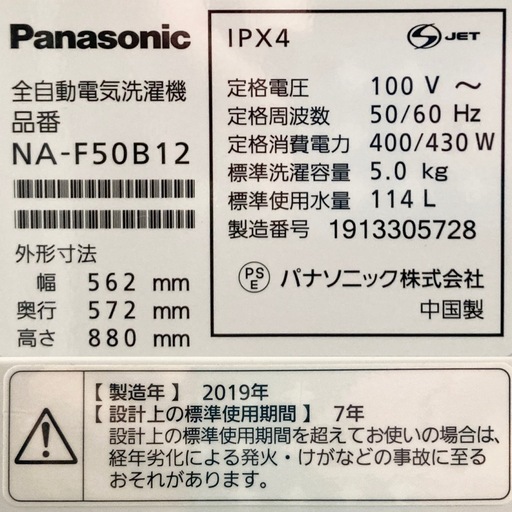 Panasonic
全自動電気洗濯機
品番
NA-F50B12
外形寸法
幅 562 mm
奥行 572 mm
高さ 880 mm
IPX4
S JET
定格電圧 100 V ～
定格周波数 50/60 Hz
定格消費電力 400/430 W
標準洗濯容量 5.0 kg
標準使用水量 114 L
製造番号 1913305728
PS E パナソニック株式会社
中国製
【 製造年 】 2019年
【 設計上の標準使用期間 】 7年
設計上の標準使用期間を超えてお使いの場合は、
経年劣化による発火・けがなどの事故に至る
おそれがあります。